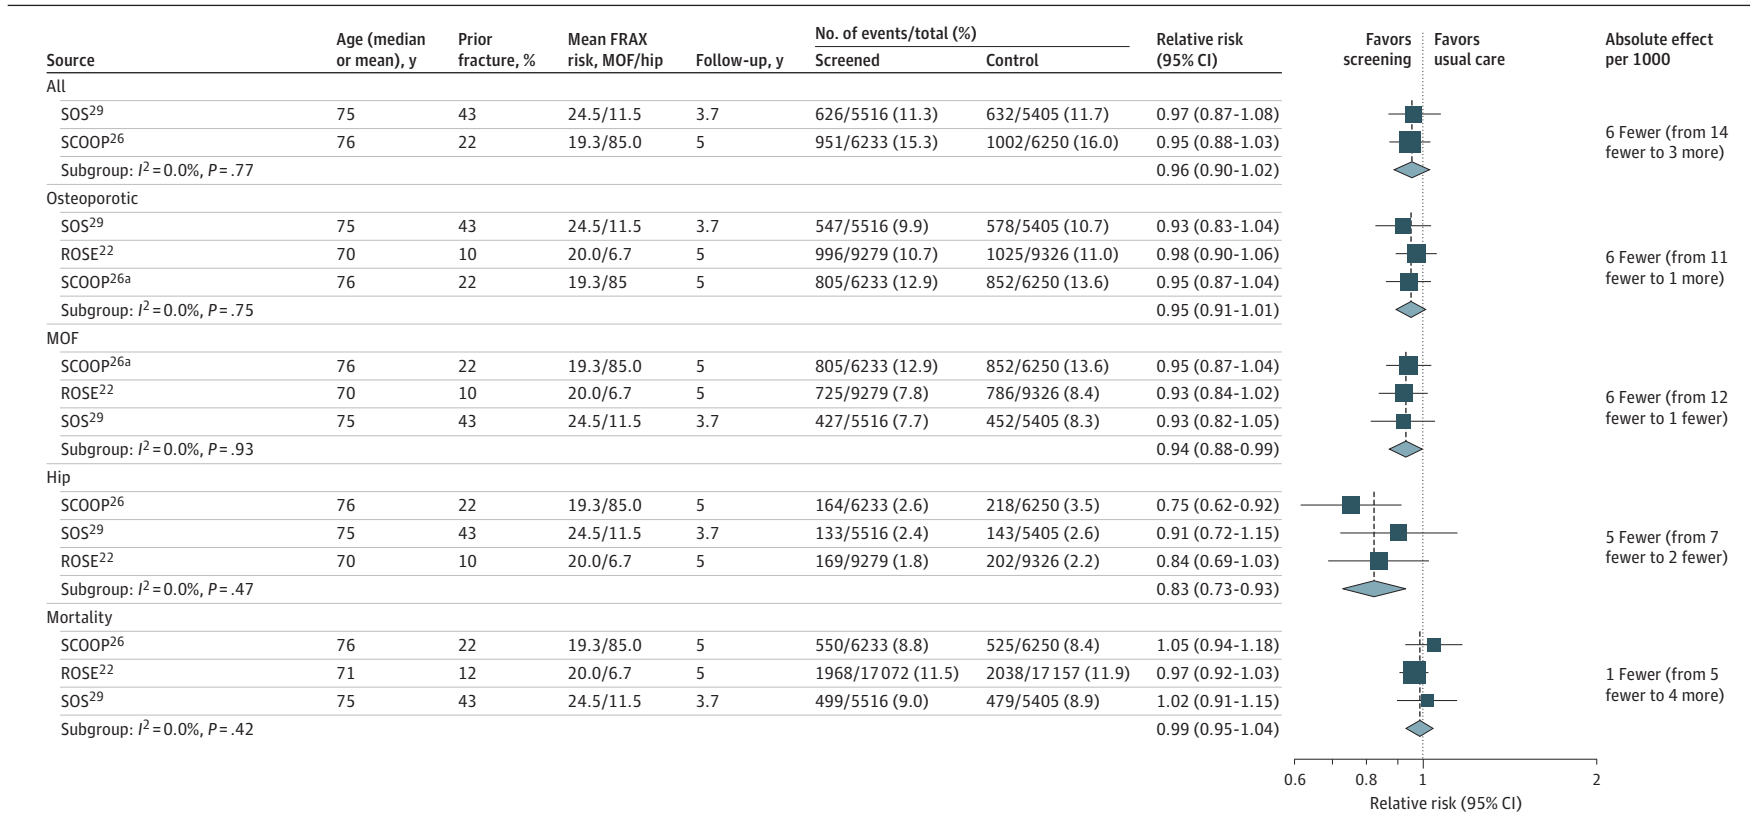 Source Age (median or mean), y Prior fracture, % Mean FRAX risk, MOF/hip Follow-up, y No. of events/total (%) Screened Control Relative risk (95% CI) Favors screening Favors usual care Absolute effect per 1000
All
SOS29 75 43 24.5/11.5 3.7 626/5516 (11.3) 632/5405 (11.7) 0.97 (0.87-1.08)
SCOOP26 76 22 19.3/85.0 5 951/6233 (15.3) 1002/6250 (16.0) 0.95 (0.88-1.03)
Subgroup: I2 = 0.0%, P = .77 0.96 (0.90-1.02)
6 Fewer (from 14
fewer to 3 more)
Osteoporotic
SOS29 75 43 24.5/11.5 3.7 547/5516 (9.9) 578/5405 (10.7) 0.93 (0.83-1.04)
ROSE22 70 10 20.0/6.7 5 996/9279 (10.7) 1025/9326 (11.0) 0.98 (0.90-1.06)
SCOOP26a 76 22 19.3/85 5 805/6233 (12.9) 852/6250 (13.6) 0.95 (0.87-1.04)
Subgroup: I2 = 0.0%, P = .75 0.95 (0.91-1.01)
6 Fewer (from 11
fewer to 1 more)
MOF
SCOOP26a 76 22 19.3/85.0 5 805/6233 (12.9) 852/6250 (13.6) 0.95 (0.87-1.04)
ROSE22 70 10 20.0/6.7 5 725/9279 (7.8) 786/9326 (8.4) 0.93 (0.84-1.02)
SOS29 75 43 24.5/11.5 3.7 427/5516 (7.7) 452/5405 (8.3) 0.93 (0.82-1.05)
Subgroup: I2 = 0.0%, P = .93 0.94 (0.88-0.99)
6 Fewer (from 12
fewer to 1 fewer)
Hip
SCOOP26 76 22 19.3/85.0 5 164/6233 (2.6) 218/6250 (3.5) 0.75 (0.62-0.92)
SOS29 75 43 24.5/11.5 3.7 133/5516 (2.4) 143/5405 (2.6) 0.91 (0.72-1.15)
ROSE22 70 10 20.0/6.7 5 169/9279 (1.8) 202/9326 (2.2) 0.84 (0.69-1.03)
Subgroup: I2 = 0.0%, P = .47 0.83 (0.73-0.93)
5 Fewer (from 7
fewer to 2 fewer)
Mortality
SCOOP26 76 22 19.3/85.0 5 550/6233 (8.8) 525/6250 (8.4) 1.05 (0.94-1.18)
ROSE22 71 12 20.0/6.7 5 1968/17 072 (11.5) 2038/17 157 (11.9) 0.97 (0.92-1.03)
SOS29 75 43 24.5/11.5 3.7 499/5516 (9.0) 479/5405 (8.9) 1.02 (0.91-1.15)
Subgroup: I2 = 0.0%, P = .42 0.99 (0.95-1.04)
1 Fewer (from 5
fewer to 4 more)
0.6 0.8 1 2
Relative risk (95% CI)